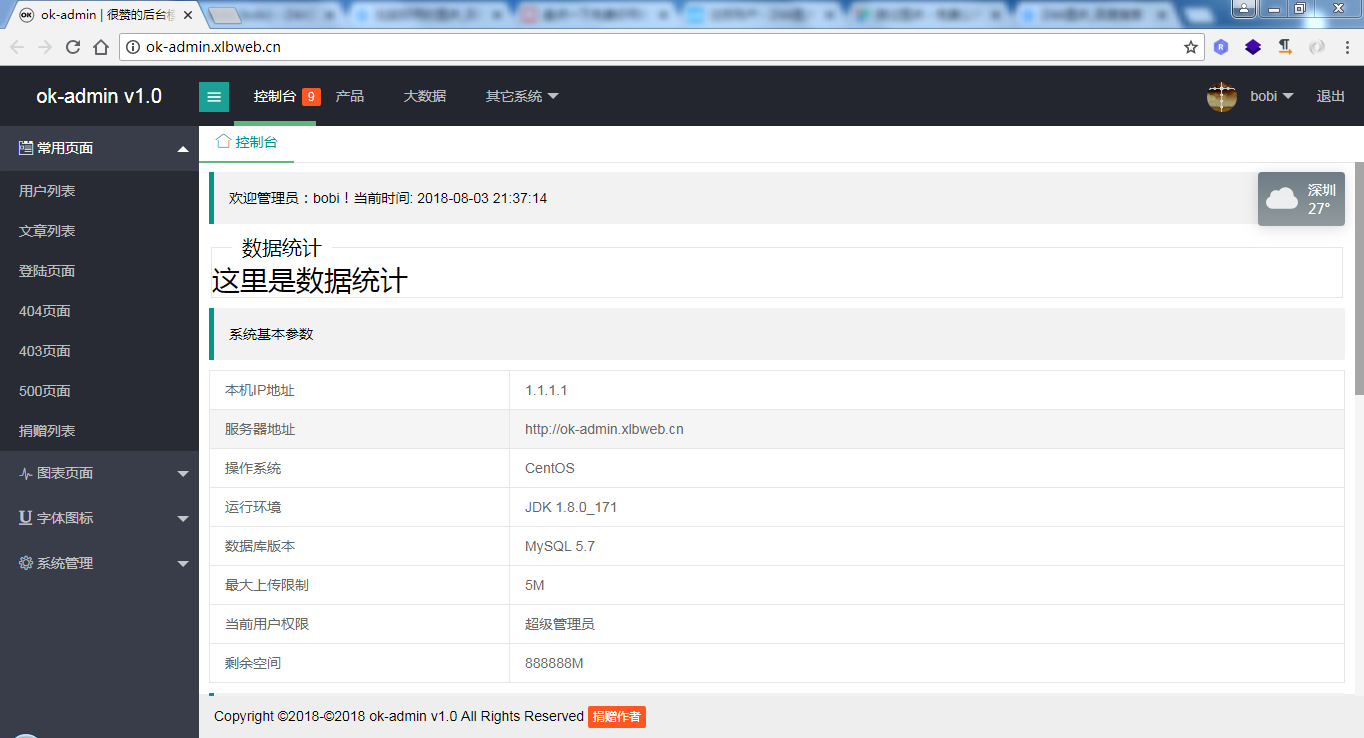 ok-admin | 很赞的后台模
ok-admin.xlbweb.cn
ok-admin v1.0
控制台 9 产品 大数据 其它系统
bobi 退出
常用页面
用户列表
文章列表
登陆页面
404页面
403页面
500页面
捐赠列表
图表页面
字体图标
系统管理
控制台
欢迎管理员：bobi！当前时间: 2018-08-03 21:37:14
深圳
27°
数据统计
这里是数据统计
系统基本参数
本机IP地址 1.1.1.1
服务器地址 http://ok-admin.xlbweb.cn
操作系统 CentOS
运行环境 JDK 1.8.0_171
数据库版本 MySQL 5.7
最大上传限制 5M
当前用户权限 超级管理员
剩余空间 888888M
Copyright ©2018-©2018 ok-admin v1.0 All Rights Reserved 捐赠作者